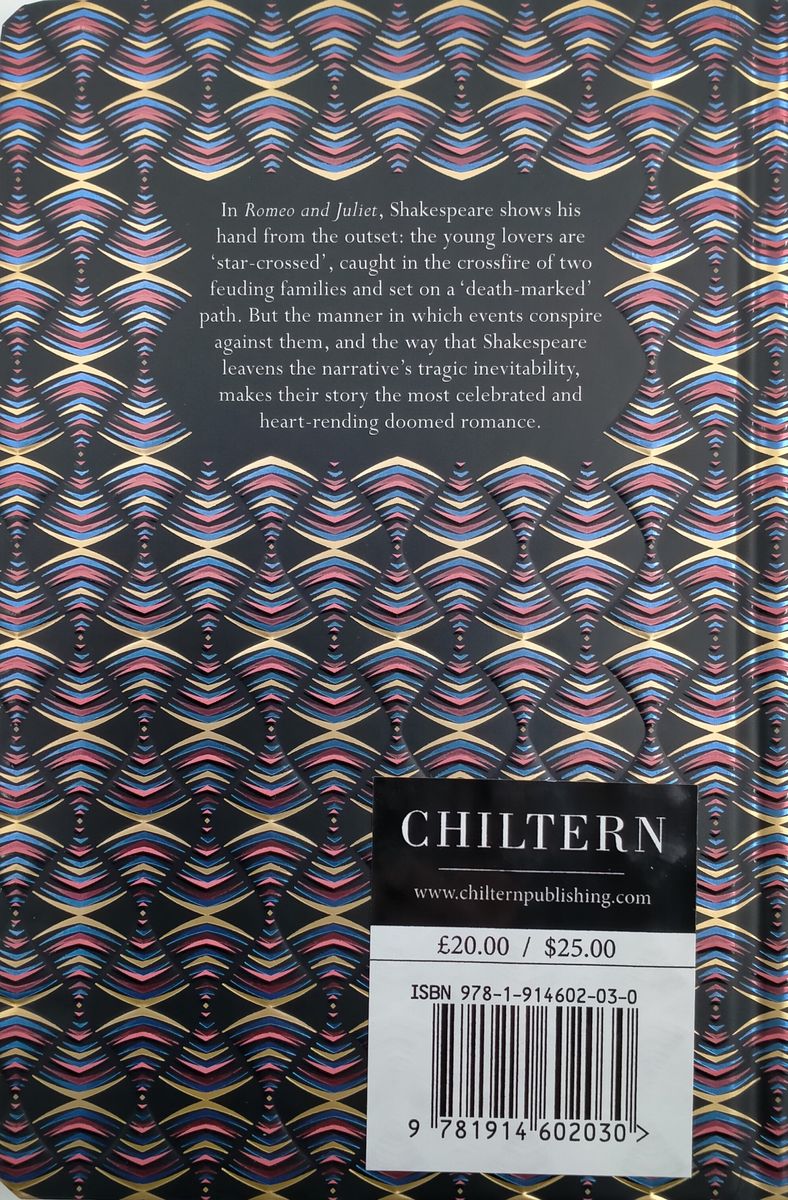 In Romeo and Juliet, Shakespeare shows his
hand from the outset: the young lovers are
‘star-crossed’, caught in the crossfire of two
feuding families and set on a ‘death-marked’
path. But the manner in which events conspire
against them, and the way that Shakespeare
leavens the narrative’s tragic inevitability,
makes their story the most celebrated and
heart-rending doomed romance.
CHILTERN
www.chilternpublishing.com
£20.00 / $25.00
ISBN 978-1-914602-03-0
9 781914 602030 >